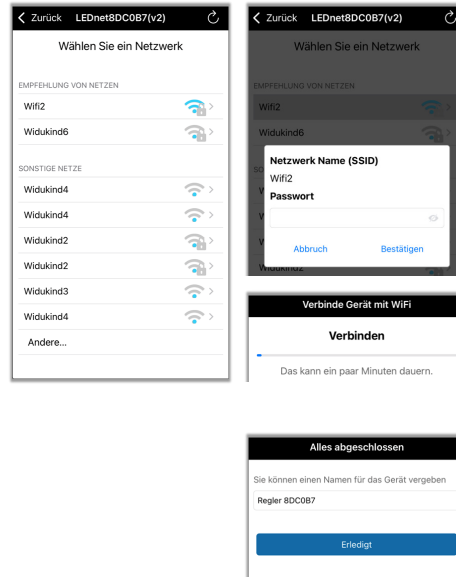 Zurück LEDnet8DC0B7(v2)
Wählen Sie ein Netzwerk
EMPFEHLUNG VON NETZEN
Wifi2
Widukind6
SONSTIGE NETZE
Widukind4
Widukind4
Widukind2
Widukind2
Widukind3
Widukind4
Andere...
Zurück LEDnet8DC0B7(v2)
Wählen Sie ein Netzwerk
EMPFEHLUNG VON NETZEN
Wifi2
Widukind6
SO
Netzwerk Name (SSID)
Wifi2
Passwort
Abbruch Bestätigen
Widukind2
Verbinde Gerät mit WiFi
Verbinden
Das kann ein paar Minuten dauern.
Alles abgeschlossen
Sie können einen Namen für das Gerät vergeben
Regler 8DC0B7
Erledigt